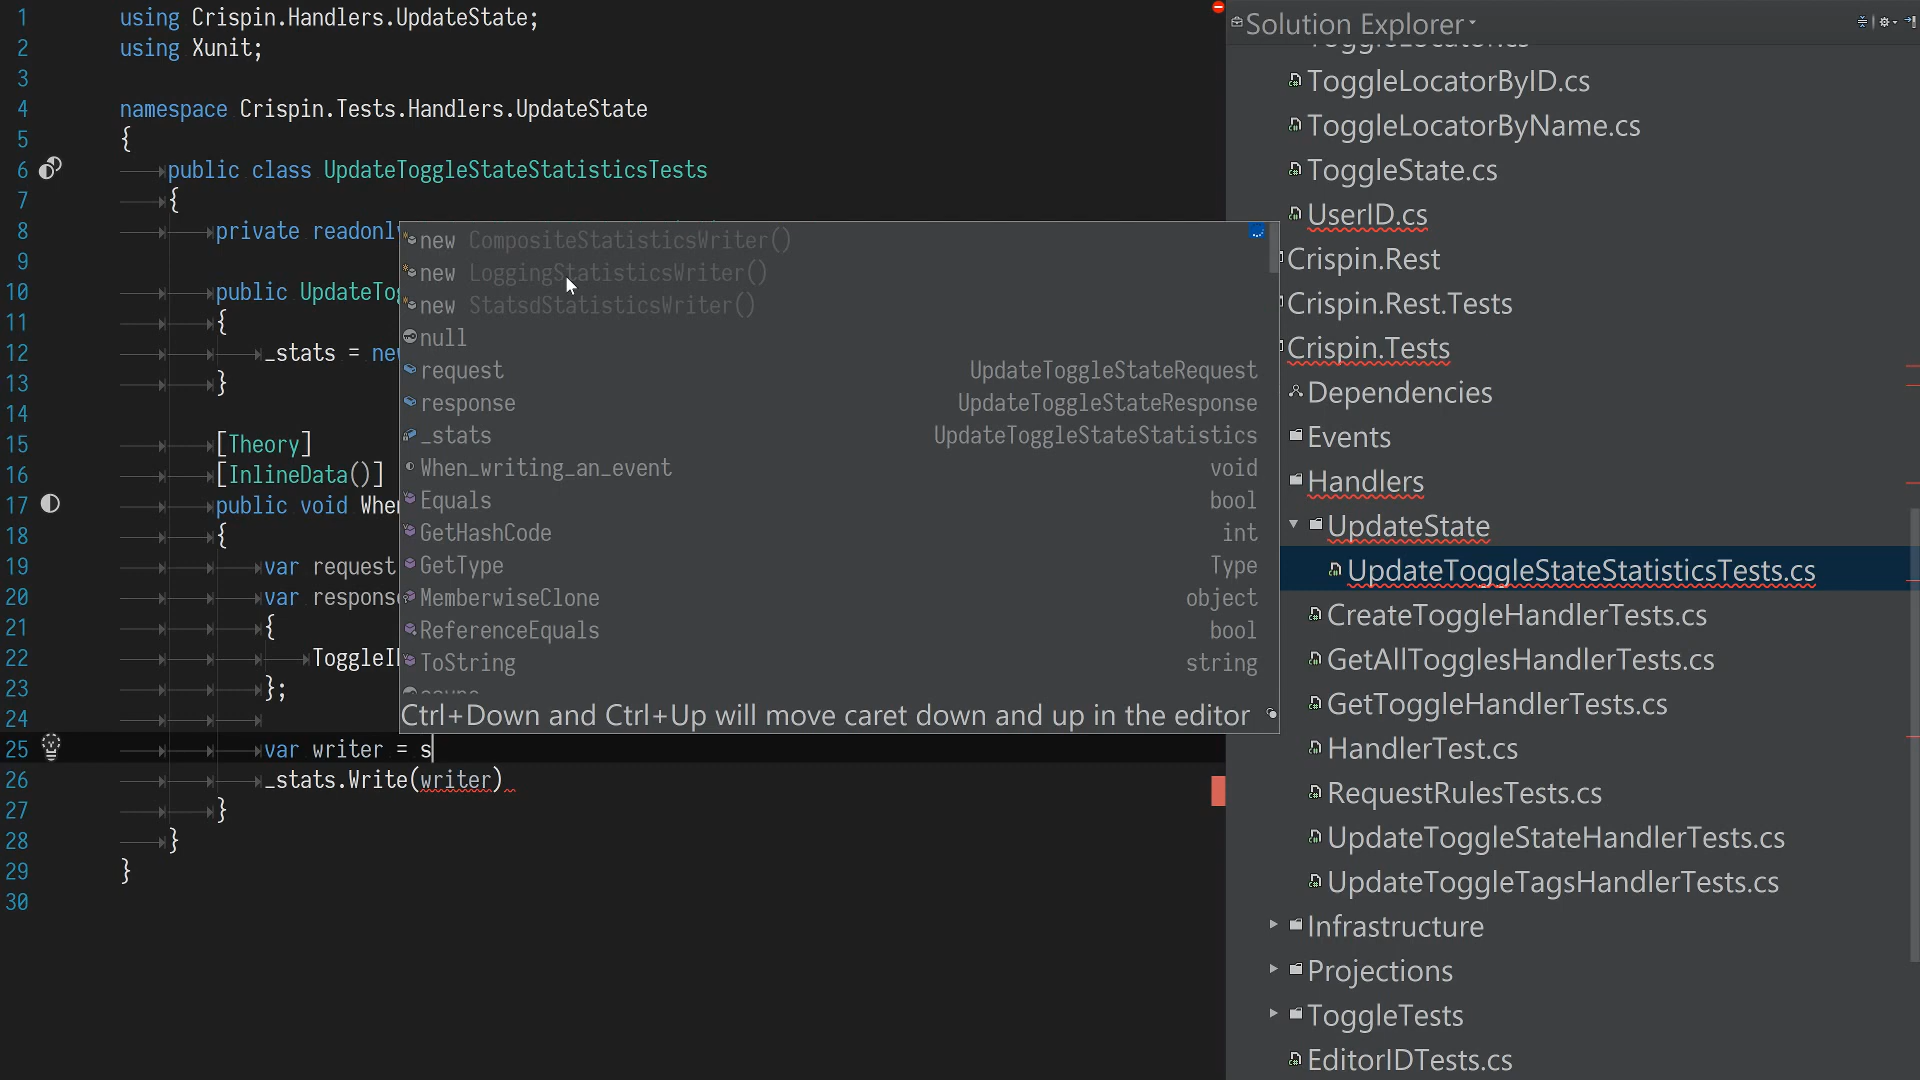 1 using Crispin.Handlers.UpdateState;
2 using Xunit;
3
4 namespace Crispin.Tests.Handlers.UpdateState
5 {
6 public class UpdateToggleStateStatisticsTests
7 {
8 private readonly
9
10 public UpdateTog
11 {
12 _stats = new
13 }
14
15 [Theory]
16 [InlineData()]
17 public void When
18 {
19 var request
20 var response
21 {
22 ToggleI
23 };
24
25 var writer = s
26 _stats.Write(writer)
27 }
28 }
29 }
30
new CompositeStatisticsWriter()
new LoggingStatisticsWriter()
new StatsdStatisticsWriter()
null
request UpdateToggleStateRequest
response UpdateToggleStateResponse
_stats UpdateToggleStateStatistics
When_writing_an_event void
Equals bool
GetHashCode int
GetType Type
MemberwiseClone object
ReferenceEquals bool
ToString string
Ctrl+Down and Ctrl+Up will move caret down and up in the editor
Solution Explorer
ToggleLocator.cs
ToggleLocatorByID.cs
ToggleLocatorByName.cs
ToggleState.cs
UserID.cs
Crispin.Rest
Crispin.Rest.Tests
Crispin.Tests
Dependencies
Events
Handlers
UpdateState
UpdateToggleStateStatisticsTests.cs
CreateToggleHandlerTests.cs
GetAllTogglesHandlerTests.cs
GetToggleHandlerTests.cs
HandlerTest.cs
RequestRulesTests.cs
UpdateToggleStateHandlerTests.cs
UpdateToggleTagsHandlerTests.cs
Infrastructure
Projections
ToggleTests
EditorIDTests.cs